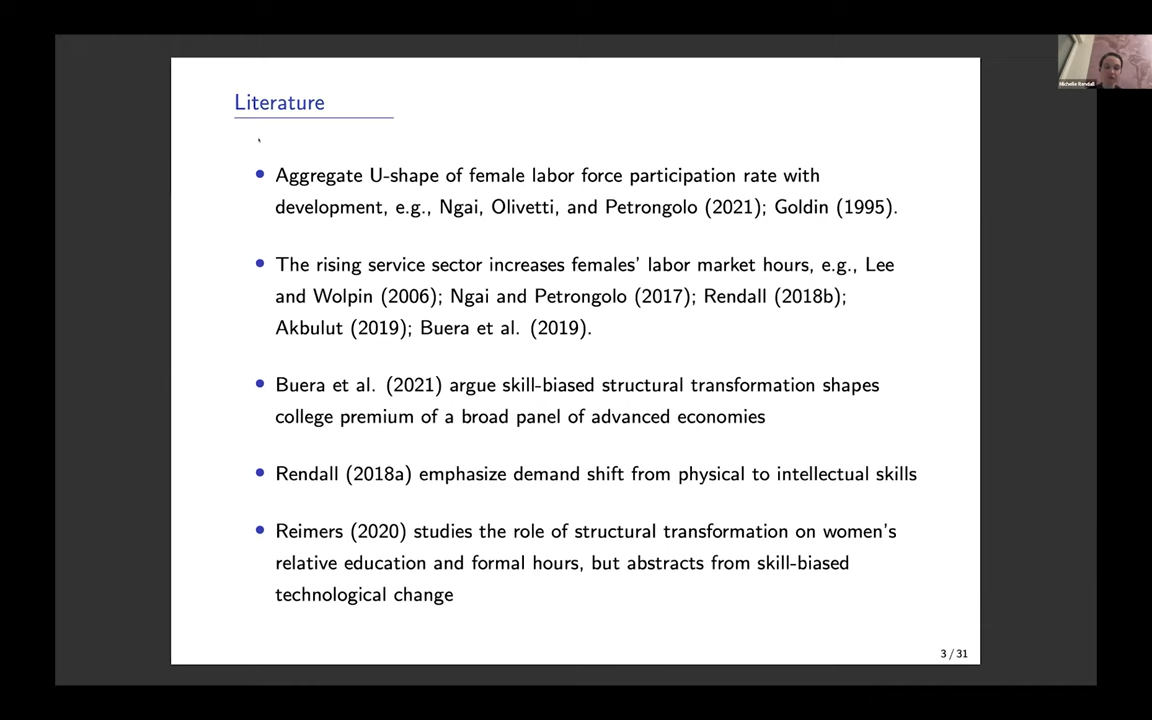 Literature
• Aggregate U-shape of female labor force participation rate with
development, e.g., Ngai, Olivetti, and Petrongolo (2021); Goldin (1995).
• The rising service sector increases females' labor market hours, e.g., Lee
and Wolpin (2006); Ngai and Petrongolo (2017); Rendall (2018b);
Akbulut (2019); Buera et al. (2019).
• Buera et al. (2021) argue skill-biased structural transformation shapes
college premium of a broad panel of advanced economies
• Rendall (2018a) emphasize demand shift from physical to intellectual skills
• Reimers (2020) studies the role of structural transformation on women's
relative education and formal hours, but abstracts from skill-biased
technological change
3 / 31
Michelle Rendall